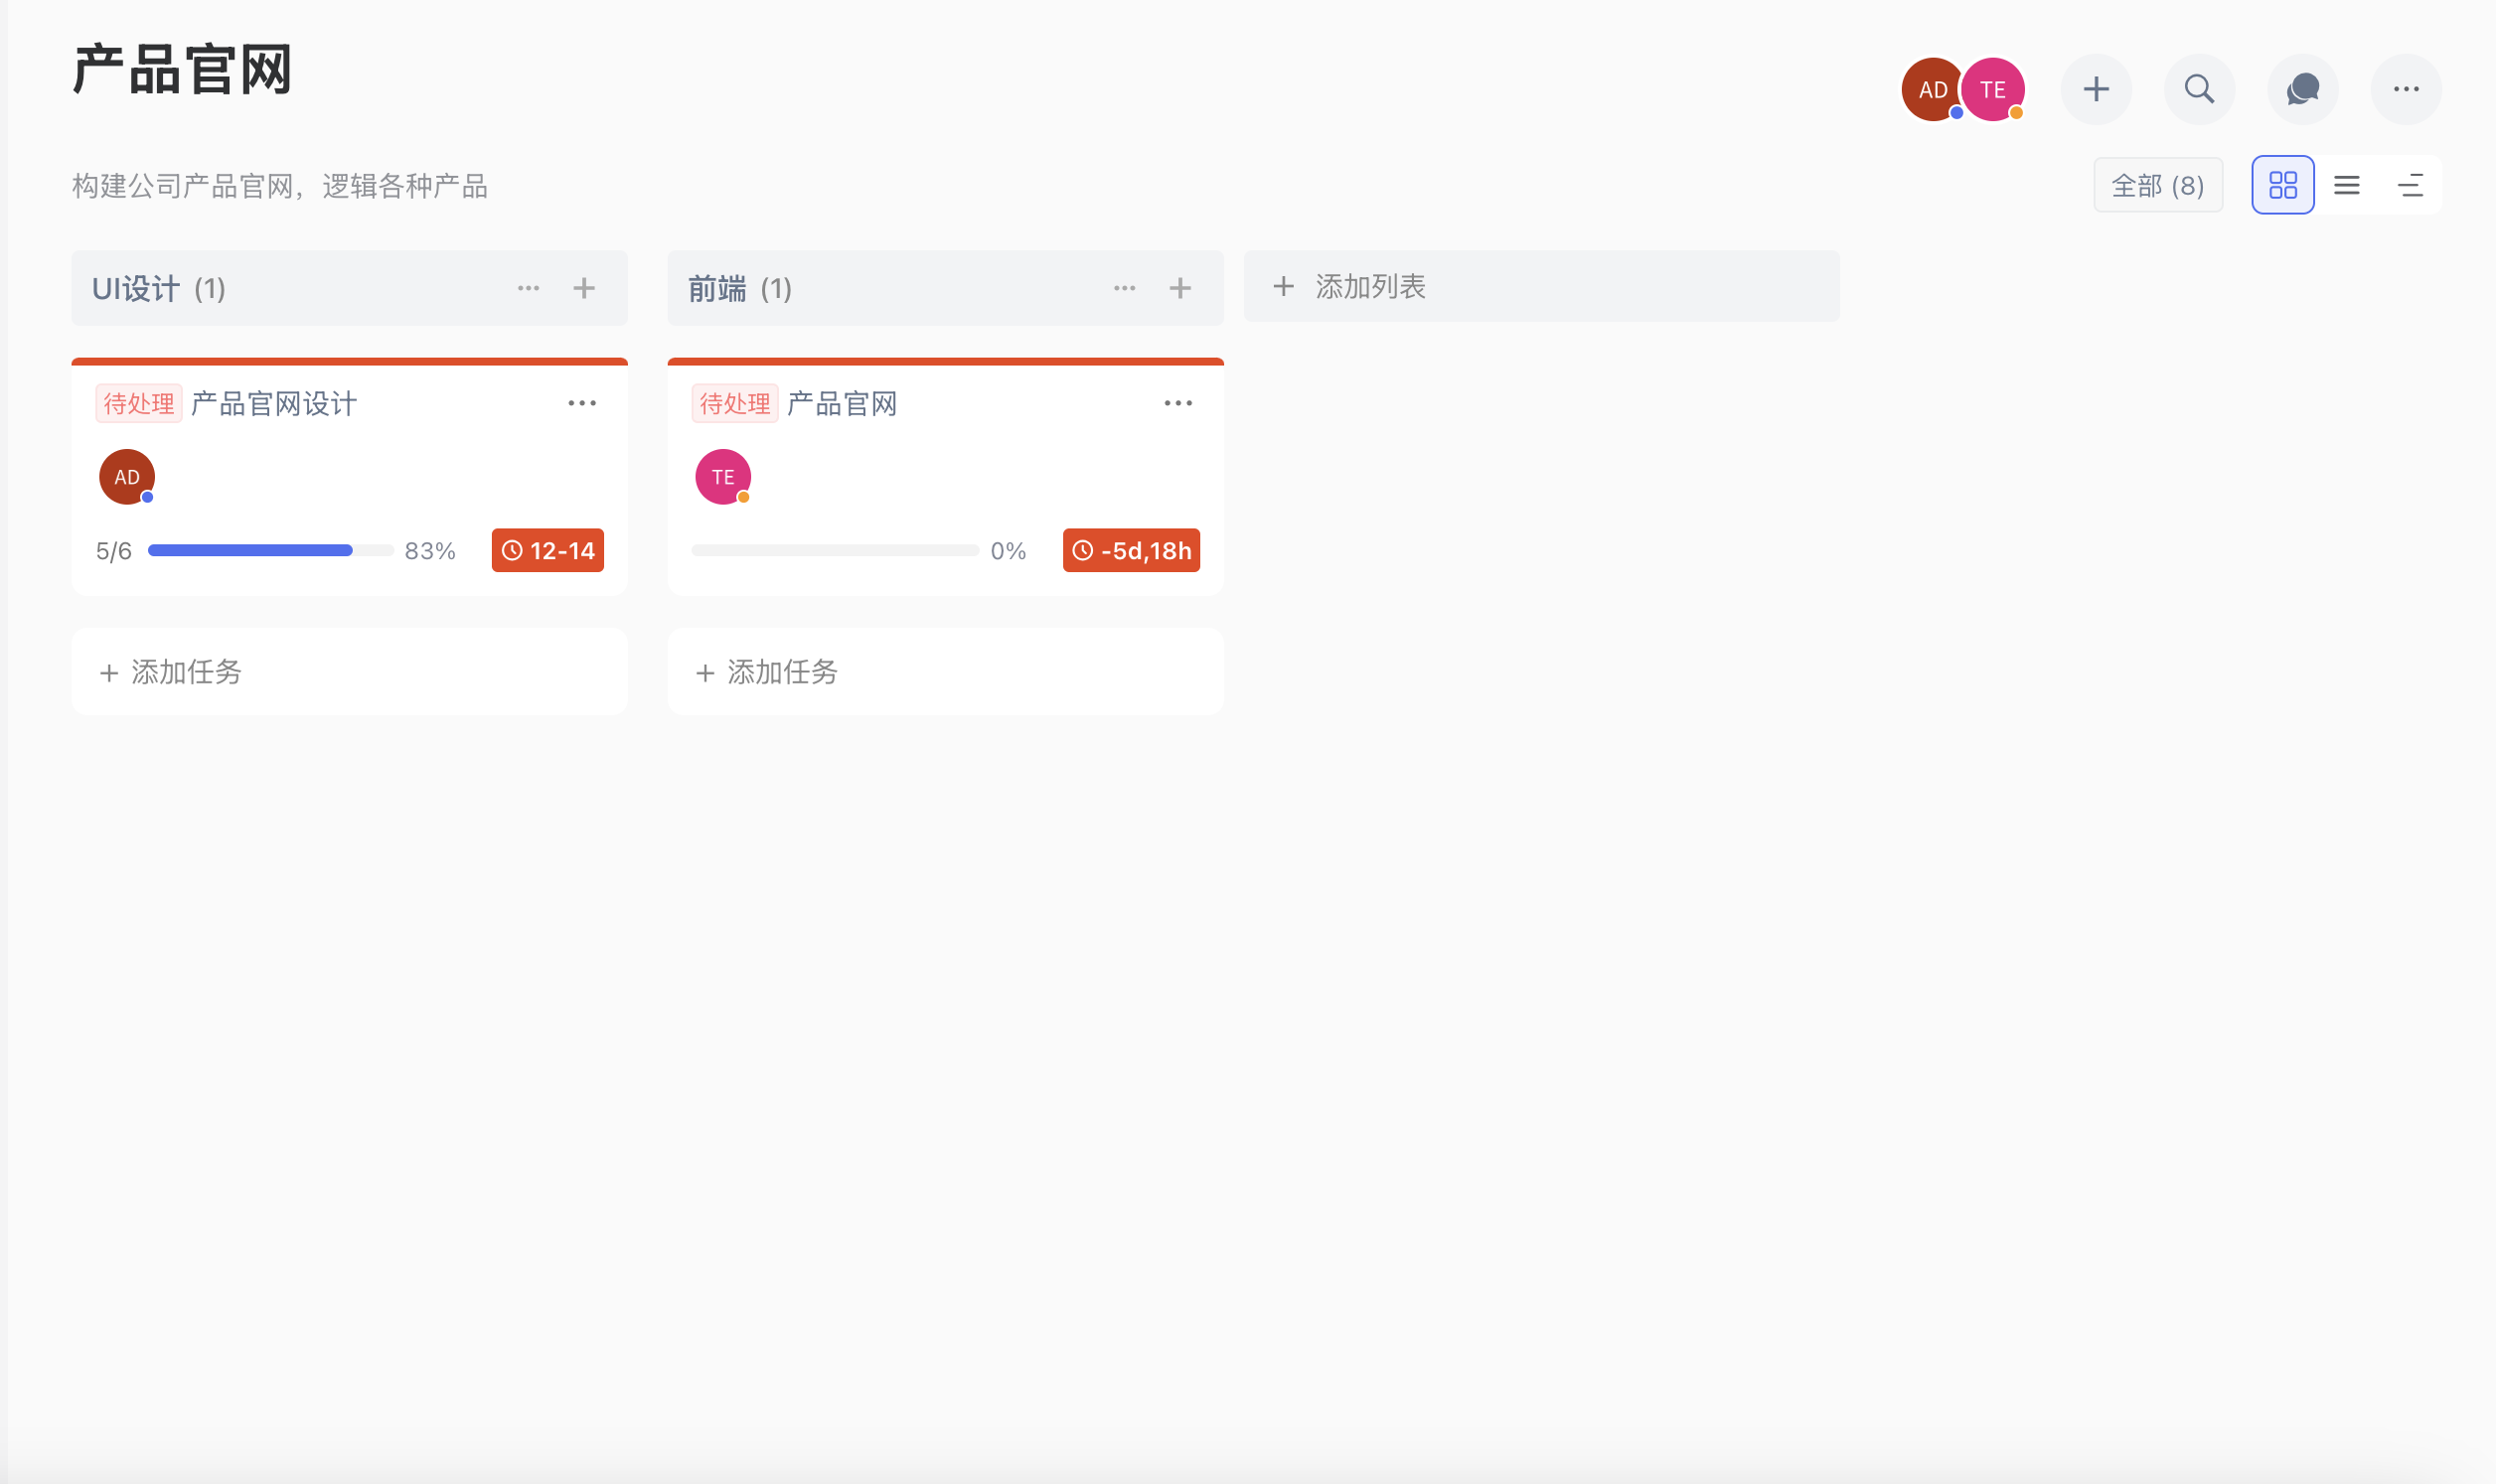 产品官网
AD TE
构建公司产品官网，逻辑各种产品
全部 (8)
UI设计 (1)
前端 (1)
添加列表
待处理 产品官网设计
AD
5/6 83% 12-14
添加任务
待处理 产品官网
TE
0% -5d,18h
添加任务